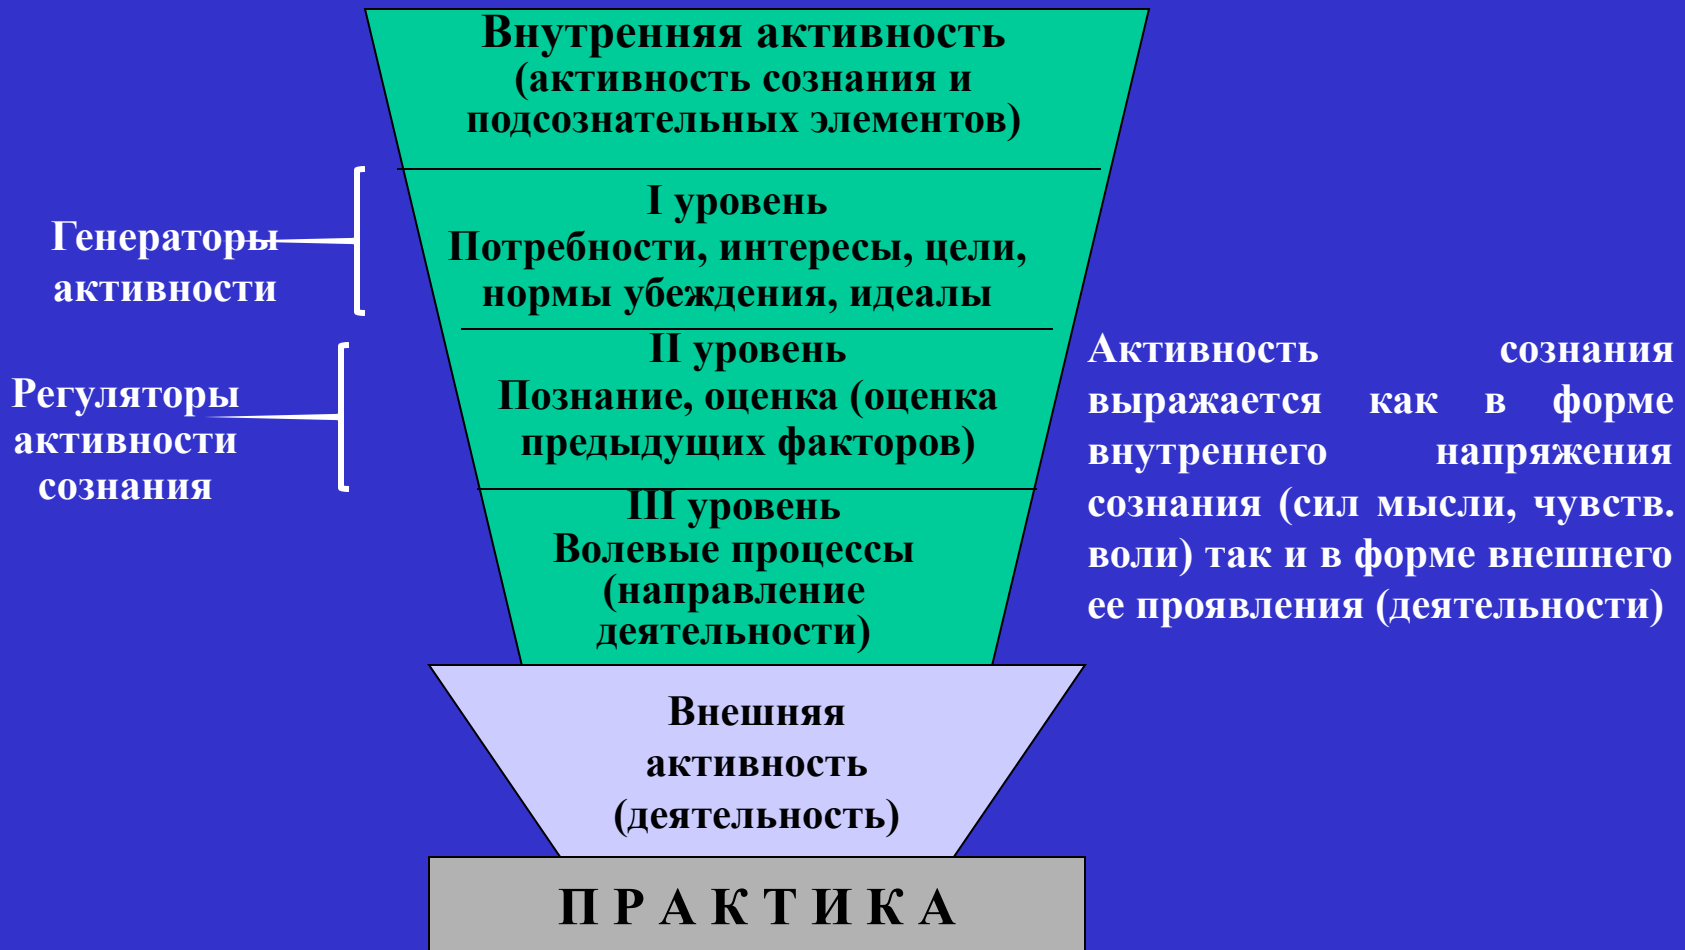 Внутренняя активность
(активность сознания и
подсознательных элементов)
I уровень
Потребности, интересы, цели,
нормы убеждения, идеалы
Генераторы
активности
II уровень
Познание, оценка (оценка
предыдущих факторов)
Регуляторы
активности
сознания
III уровень
Волевые процессы
(направление
деятельности)
Активность сознания
выражается как в форме
внутреннего напряжения
сознания (сил мысли, чувств.
воли) так и в форме внешнего
ее проявления (деятельности)
Внешняя
активность
(деятельность)
П Р А К Т И К А